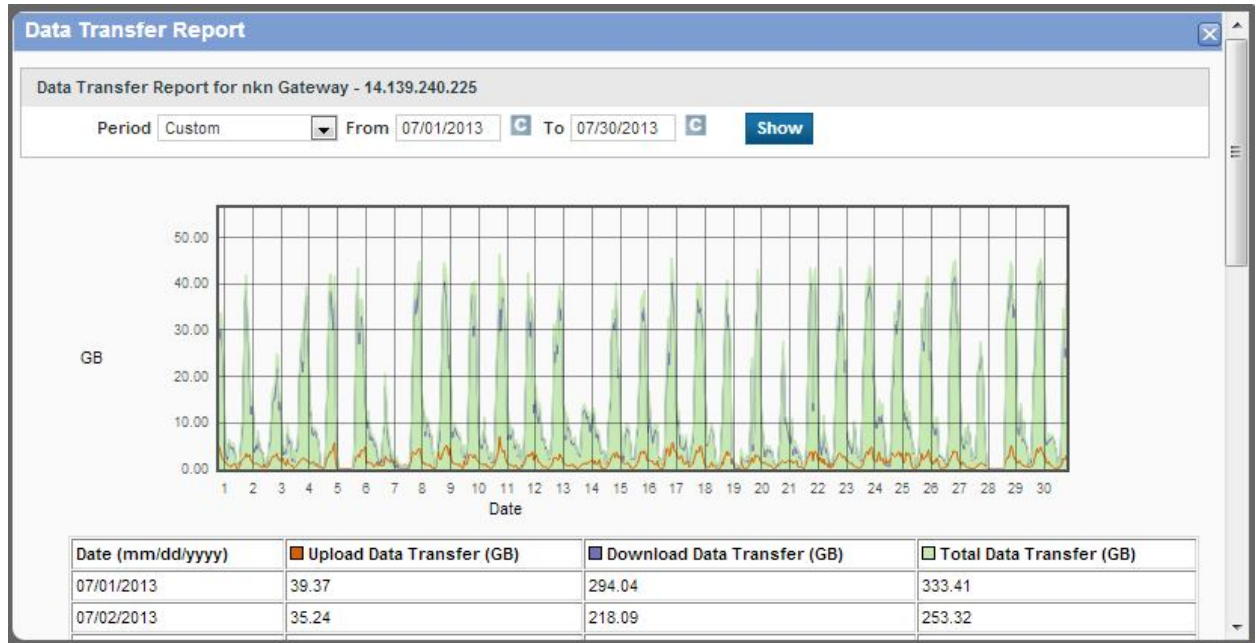 Data Transfer Report
Data Transfer Report for nkn Gateway - 14.139.240.225
Period Custom From 07/01/2013 C To 07/30/2013 C Show
50.00
40.00
30.00
GB
20.00
10.00
0.00
1 2 3 4 5 6 7 8 9 10 11 12 13 14 15 16 17 18 19 20 21 22 23 24 25 26 27 28 29 30
Date
Date (mm/dd/yyyy) Upload Data Transfer (GB) Download Data Transfer (GB) Total Data Transfer (GB)
07/01/2013 39.37 294.04 333.41
07/02/2013 35.24 218.09 253.32